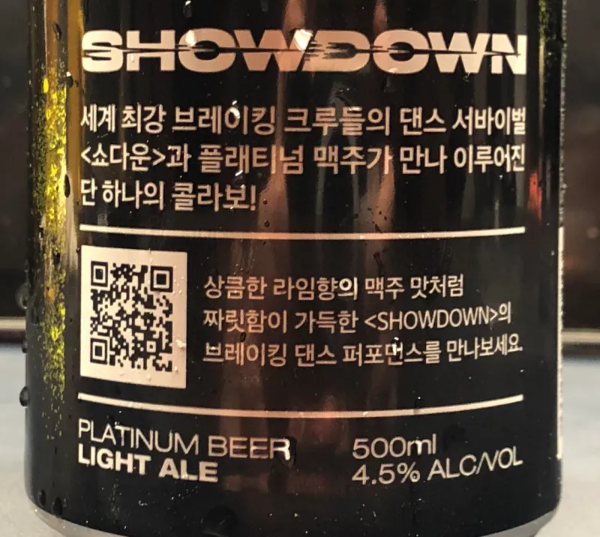 SHOWDOWN
세계 최강 브레이킹 크루들의 댄스 서바이벌
<쇼다운>과 플래티넘 맥주가 만나 이루어진
단 하나의 콜라보!
상큼한 라임향의 맥주 맛처럼
짜릿함이 가득한 <SHOWDOWN>의
브레이킹 댄스 퍼포먼스를 만나보세요.
PLATINUM BEER 500ml
LIGHT ALE 4.5% ALC/VOL